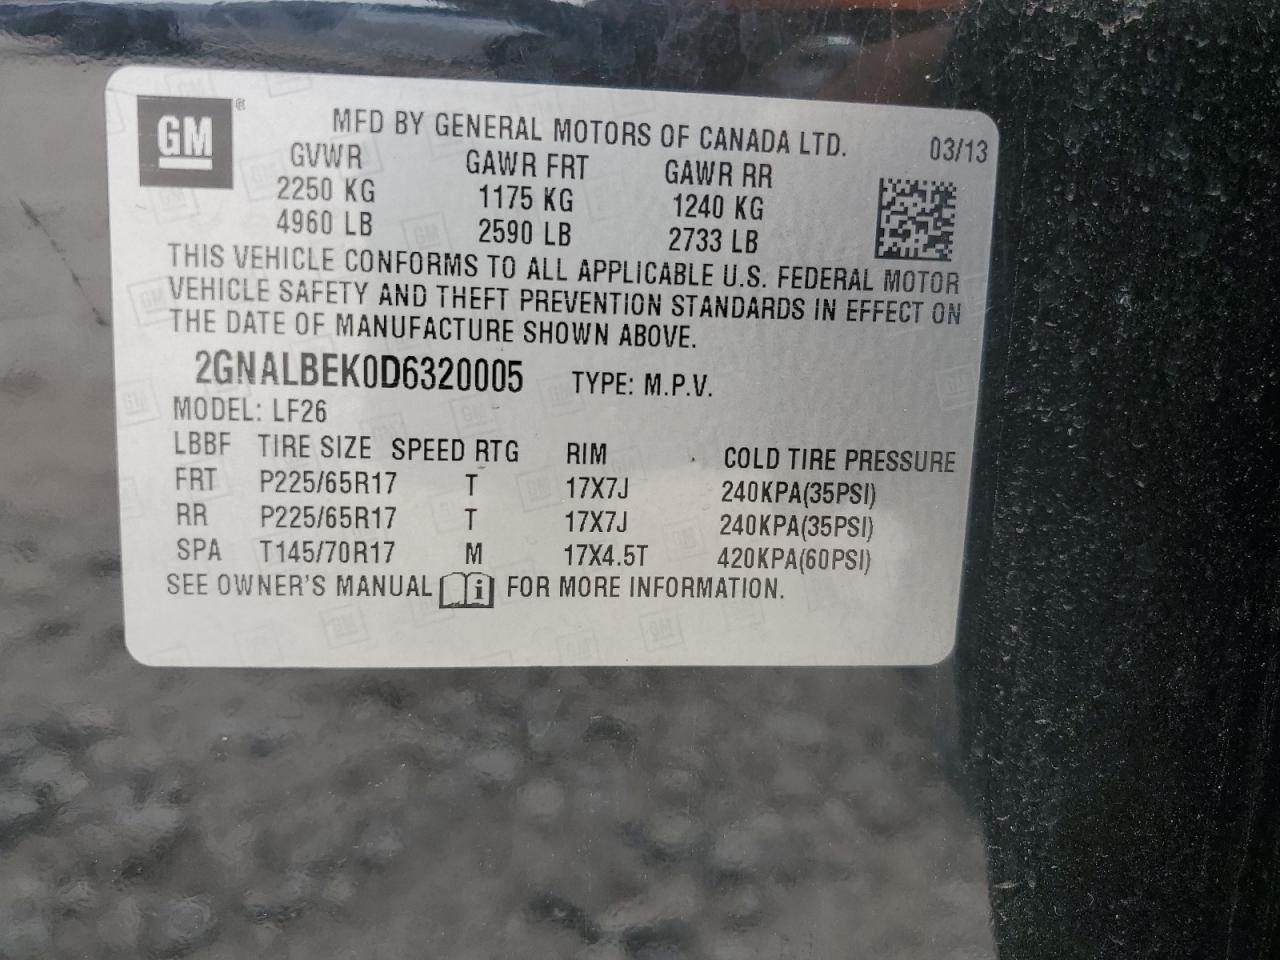 GM®
MFD BY GENERAL MOTORS OF CANADA LTD. 03/13
GVWR GAWR FRT GAWR RR
2250 KG 1175 KG 1240 KG
4960 LB 2590 LB 2733 LB
THIS VEHICLE CONFORMS TO ALL APPLICABLE U.S. FEDERAL MOTOR
VEHICLE SAFETY AND THEFT PREVENTION STANDARDS IN EFFECT ON
THE DATE OF MANUFACTURE SHOWN ABOVE.
2GNALBEK0D6320005 TYPE: M.P.V.
MODEL: LF26
LBBF TIRE SIZE SPEED RTG RIM COLD TIRE PRESSURE
FRT P225/65R17 T 17X7J 240KPA(35PSI)
RR P225/65R17 T 17X7J 240KPA(35PSI)
SPA T145/70R17 M 17X4.5T 420KPA(60PSI)
SEE OWNER'S MANUAL i FOR MORE INFORMATION.